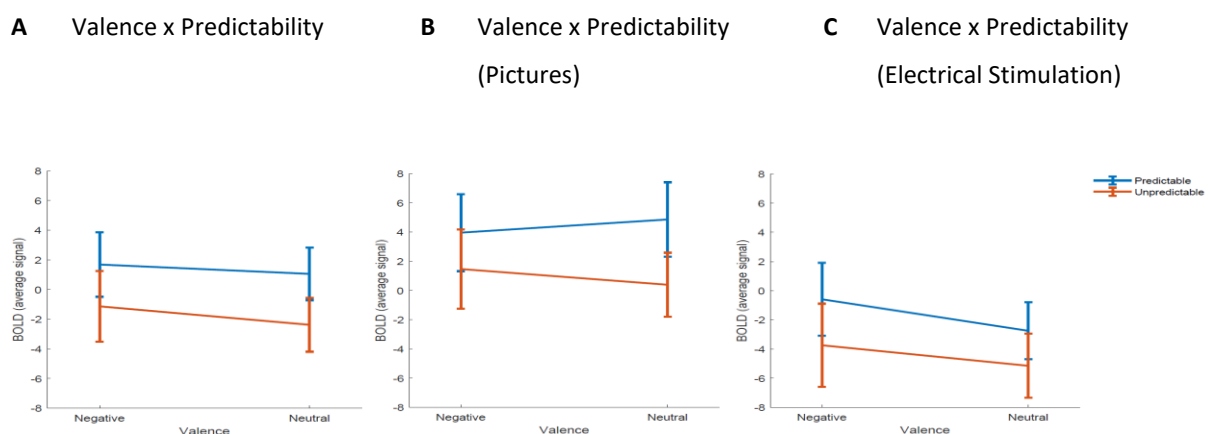 A Valence x Predictability
B Valence x Predictability
(Pictures)
C Valence x Predictability
(Electrical Stimulation)
8
6
4
2
0
-2
-4
-6
-8
BOLD (average signal)
Negative
Neutral
Valence
8
6
4
2
0
-2
-4
-6
-8
BOLD (average signal)
Negative
Neutral
Valence
8
6
4
2
0
-2
-4
-6
-8
BOLD (average signal)
Negative
Neutral
Valence
Predictable
Unpredictable